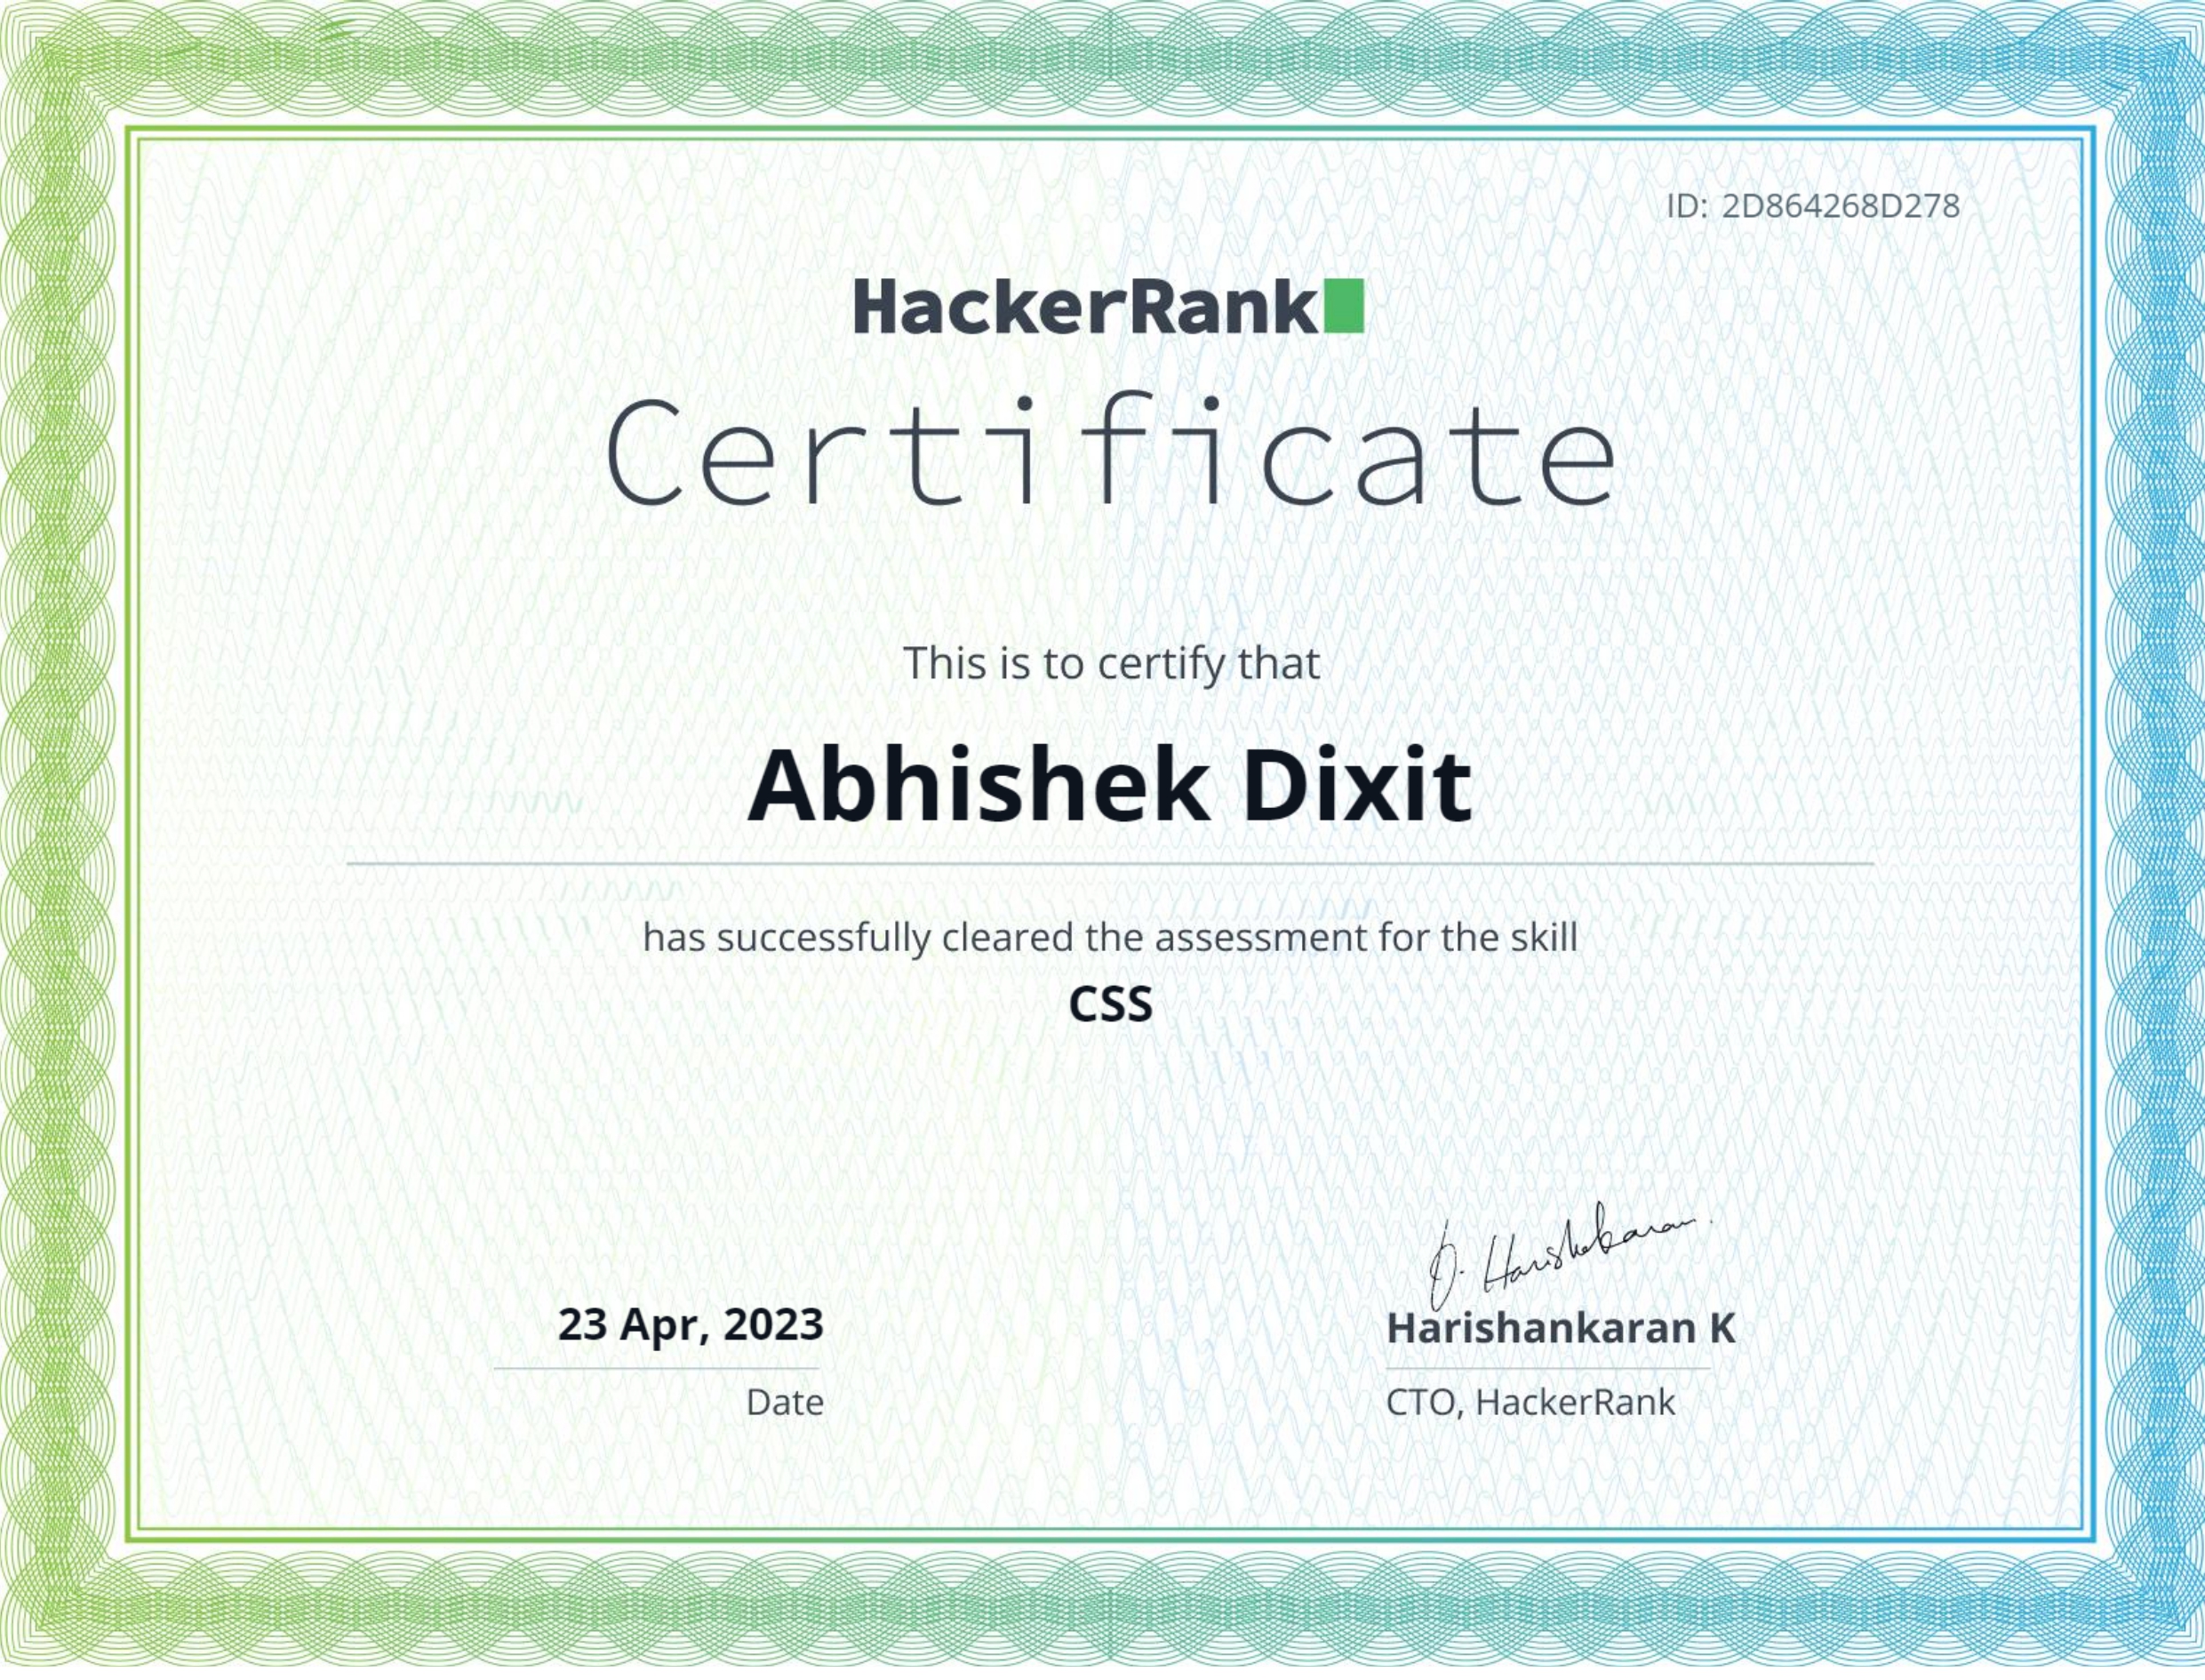 ID: 2D864268D278
HackerRank
Certificate
This is to certify that
Abhishek Dixit
has successfully cleared the assessment for the skill
CSS
23 Apr, 2023
Date
Harishankaran K
CTO, HackerRank